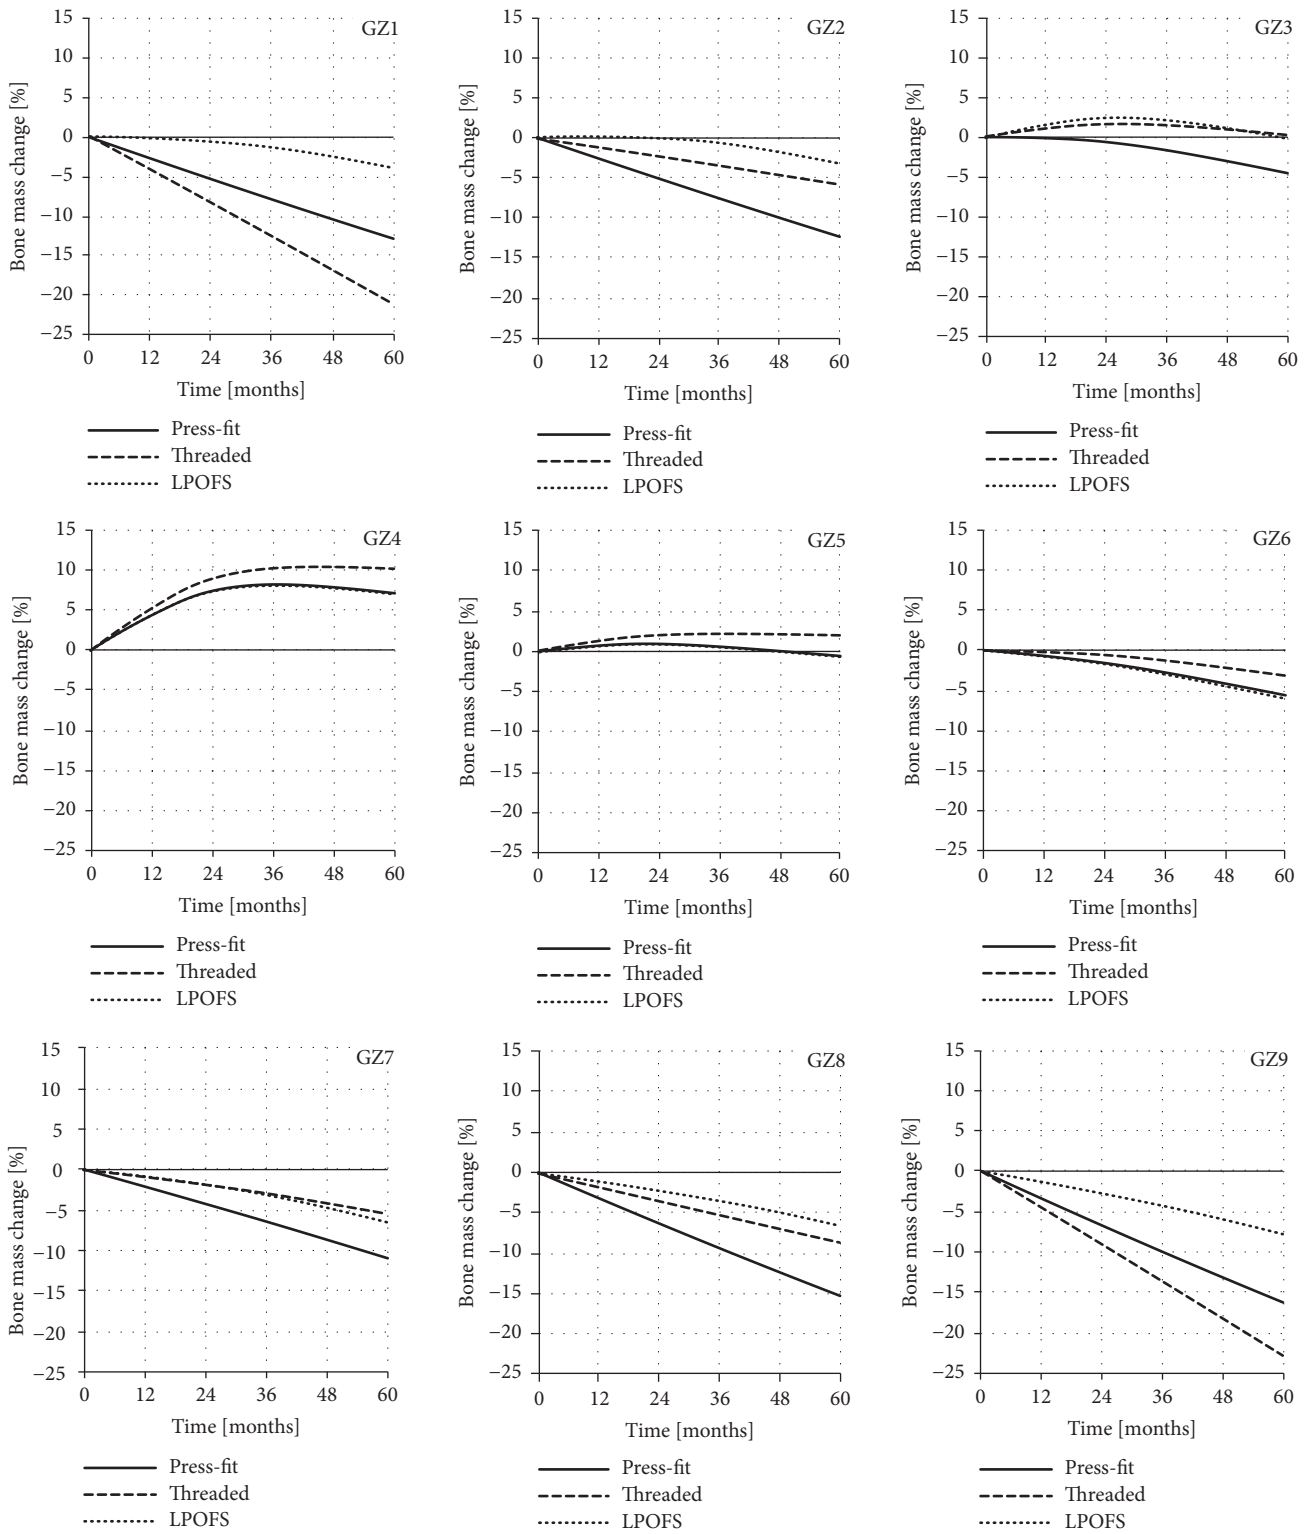 GZ1
15
10
5
0
−5
−10
−15
−20
−25
Bone mass change [%]
0 12 24 36 48 60
Time [months]
Press-fit
Threaded
LPOFS
GZ2
15
10
5
0
−5
−10
−15
−20
−25
Bone mass change [%]
0 12 24 36 48 60
Time [months]
Press-fit
Threaded
LPOFS
GZ3
15
10
5
0
−5
−10
−15
−20
−25
Bone mass change [%]
0 12 24 36 48 60
Time [months]
Press-fit
Threaded
LPOFS
GZ4
15
10
5
0
−5
−10
−15
−20
−25
Bone mass change [%]
0 12 24 36 48 60
Time [months]
Press-fit
Threaded
LPOFS
GZ5
15
10
5
0
−5
−10
−15
−20
−25
Bone mass change [%]
0 12 24 36 48 60
Time [months]
Press-fit
Threaded
LPOFS
GZ6
15
10
5
0
−5
−10
−15
−20
−25
Bone mass change [%]
0 12 24 36 48 60
Time [months]
Press-fit
Threaded
LPOFS
GZ7
15
10
5
0
−5
−10
−15
−20
−25
Bone mass change [%]
0 12 24 36 48 60
Time [months]
Press-fit
Threaded
LPOFS
GZ8
15
10
5
0
−5
−10
−15
−20
−25
Bone mass change [%]
0 12 24 36 48 60
Time [months]
Press-fit
Threaded
LPOFS
GZ9
15
10
5
0
−5
−10
−15
−20
−25
Bone mass change [%]
0 12 24 36 48 60
Time [months]
Press-fit
Threaded
LPOFS